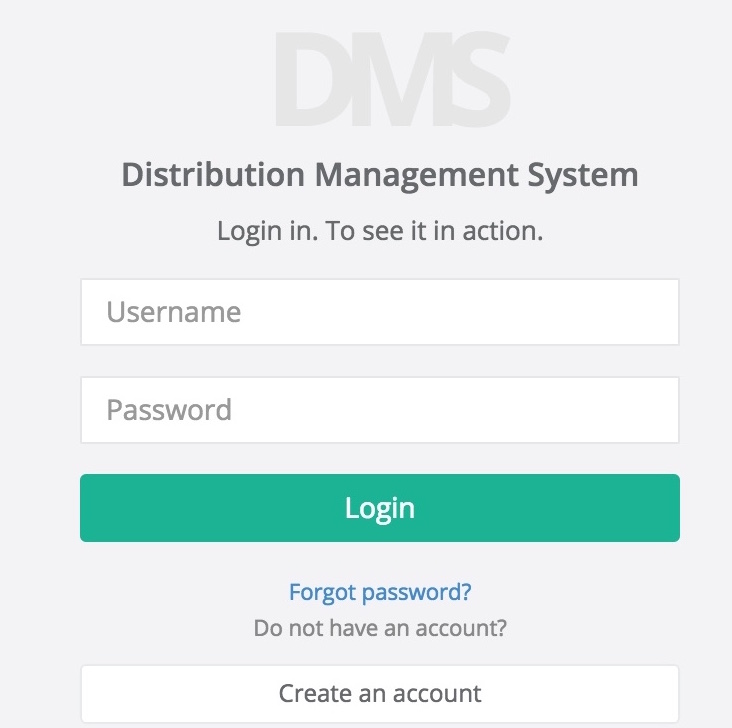 DMS
Distribution Management System
Login in. To see it in action.
Username
Password
Login
Forgot password?
Do not have an account?
Create an account